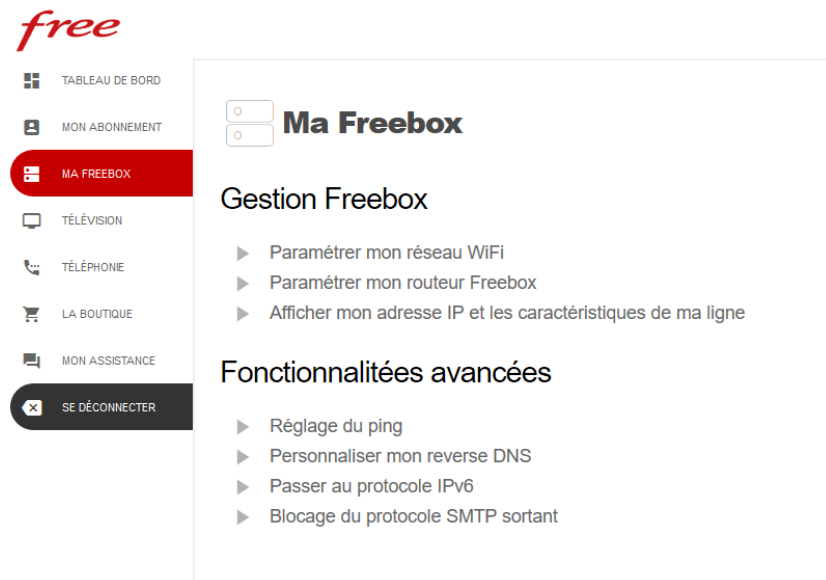 free
TABLEAU DE BORD
MON ABONNEMENT
MA FREEBOX
TÉLÉVISION
TÉLÉPHONIE
LA BOUTIQUE
MON ASSISTANCE
SE DÉCONNECTER
Ma Freebox
Gestion Freebox
Paramétrer mon réseau WiFi
Paramétrer mon routeur Freebox
Afficher mon adresse IP et les caractéristiques de ma ligne
Fonctionnalitées avancées
Réglage du ping
Personnaliser mon reverse DNS
Passer au protocole IPv6
Blocage du protocole SMTP sortant